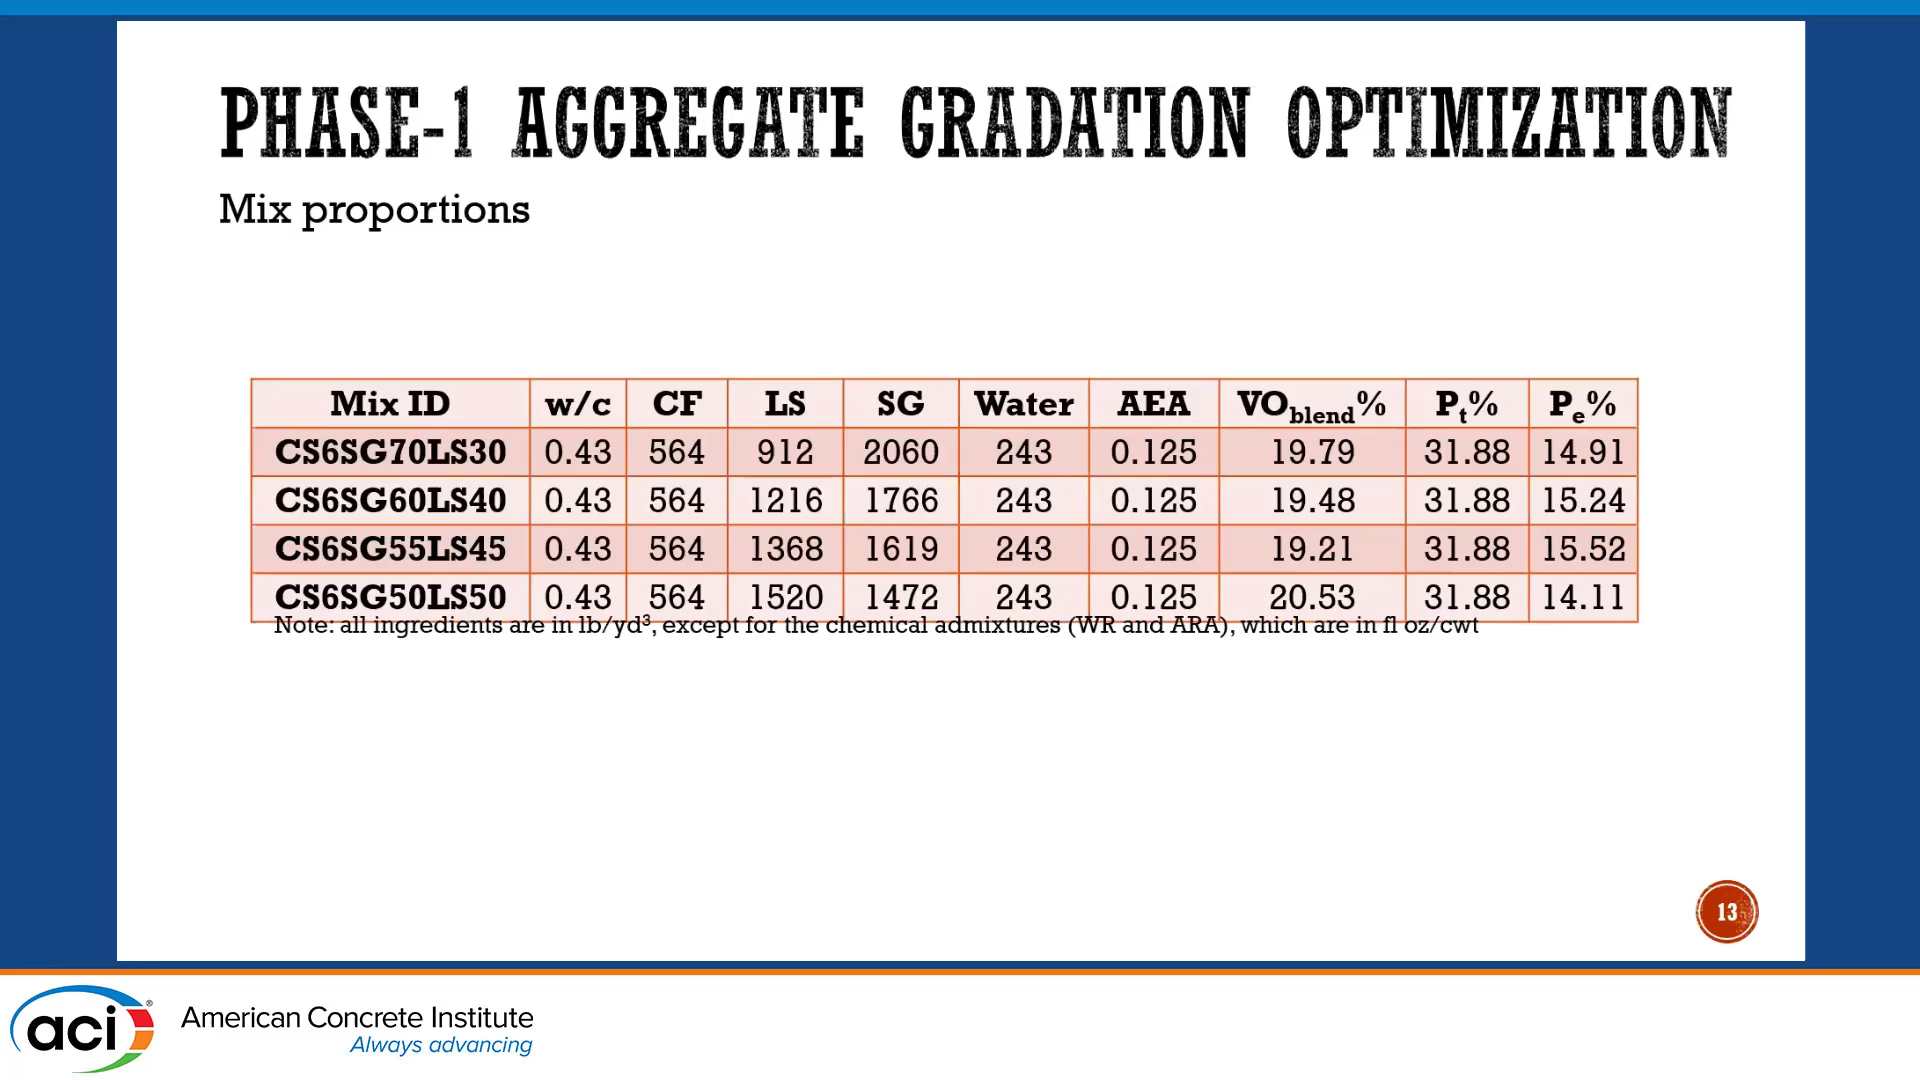 PHASE-1 AGGREGATE GRADATION OPTIMIZATION
Mix proportions
Mix ID w/c CF LS SG Water AEA VOblend% Pt% Pe%
CS6SG70LS30 0.43 564 912 2060 243 0.125 19.79 31.88 14.91
CS6SG60LS40 0.43 564 1216 1766 243 0.125 19.48 31.88 15.24
CS6SG55LS45 0.43 564 1368 1619 243 0.125 19.21 31.88 15.52
CS6SG50LS50 0.43 564 1520 1472 243 0.125 20.53 31.88 14.11
Note: all ingredients are in lb/yd³, except for the chemical admixtures (WR and ARA), which are in fl oz/cwt
13
aci®
American Concrete Institute
Always advancing